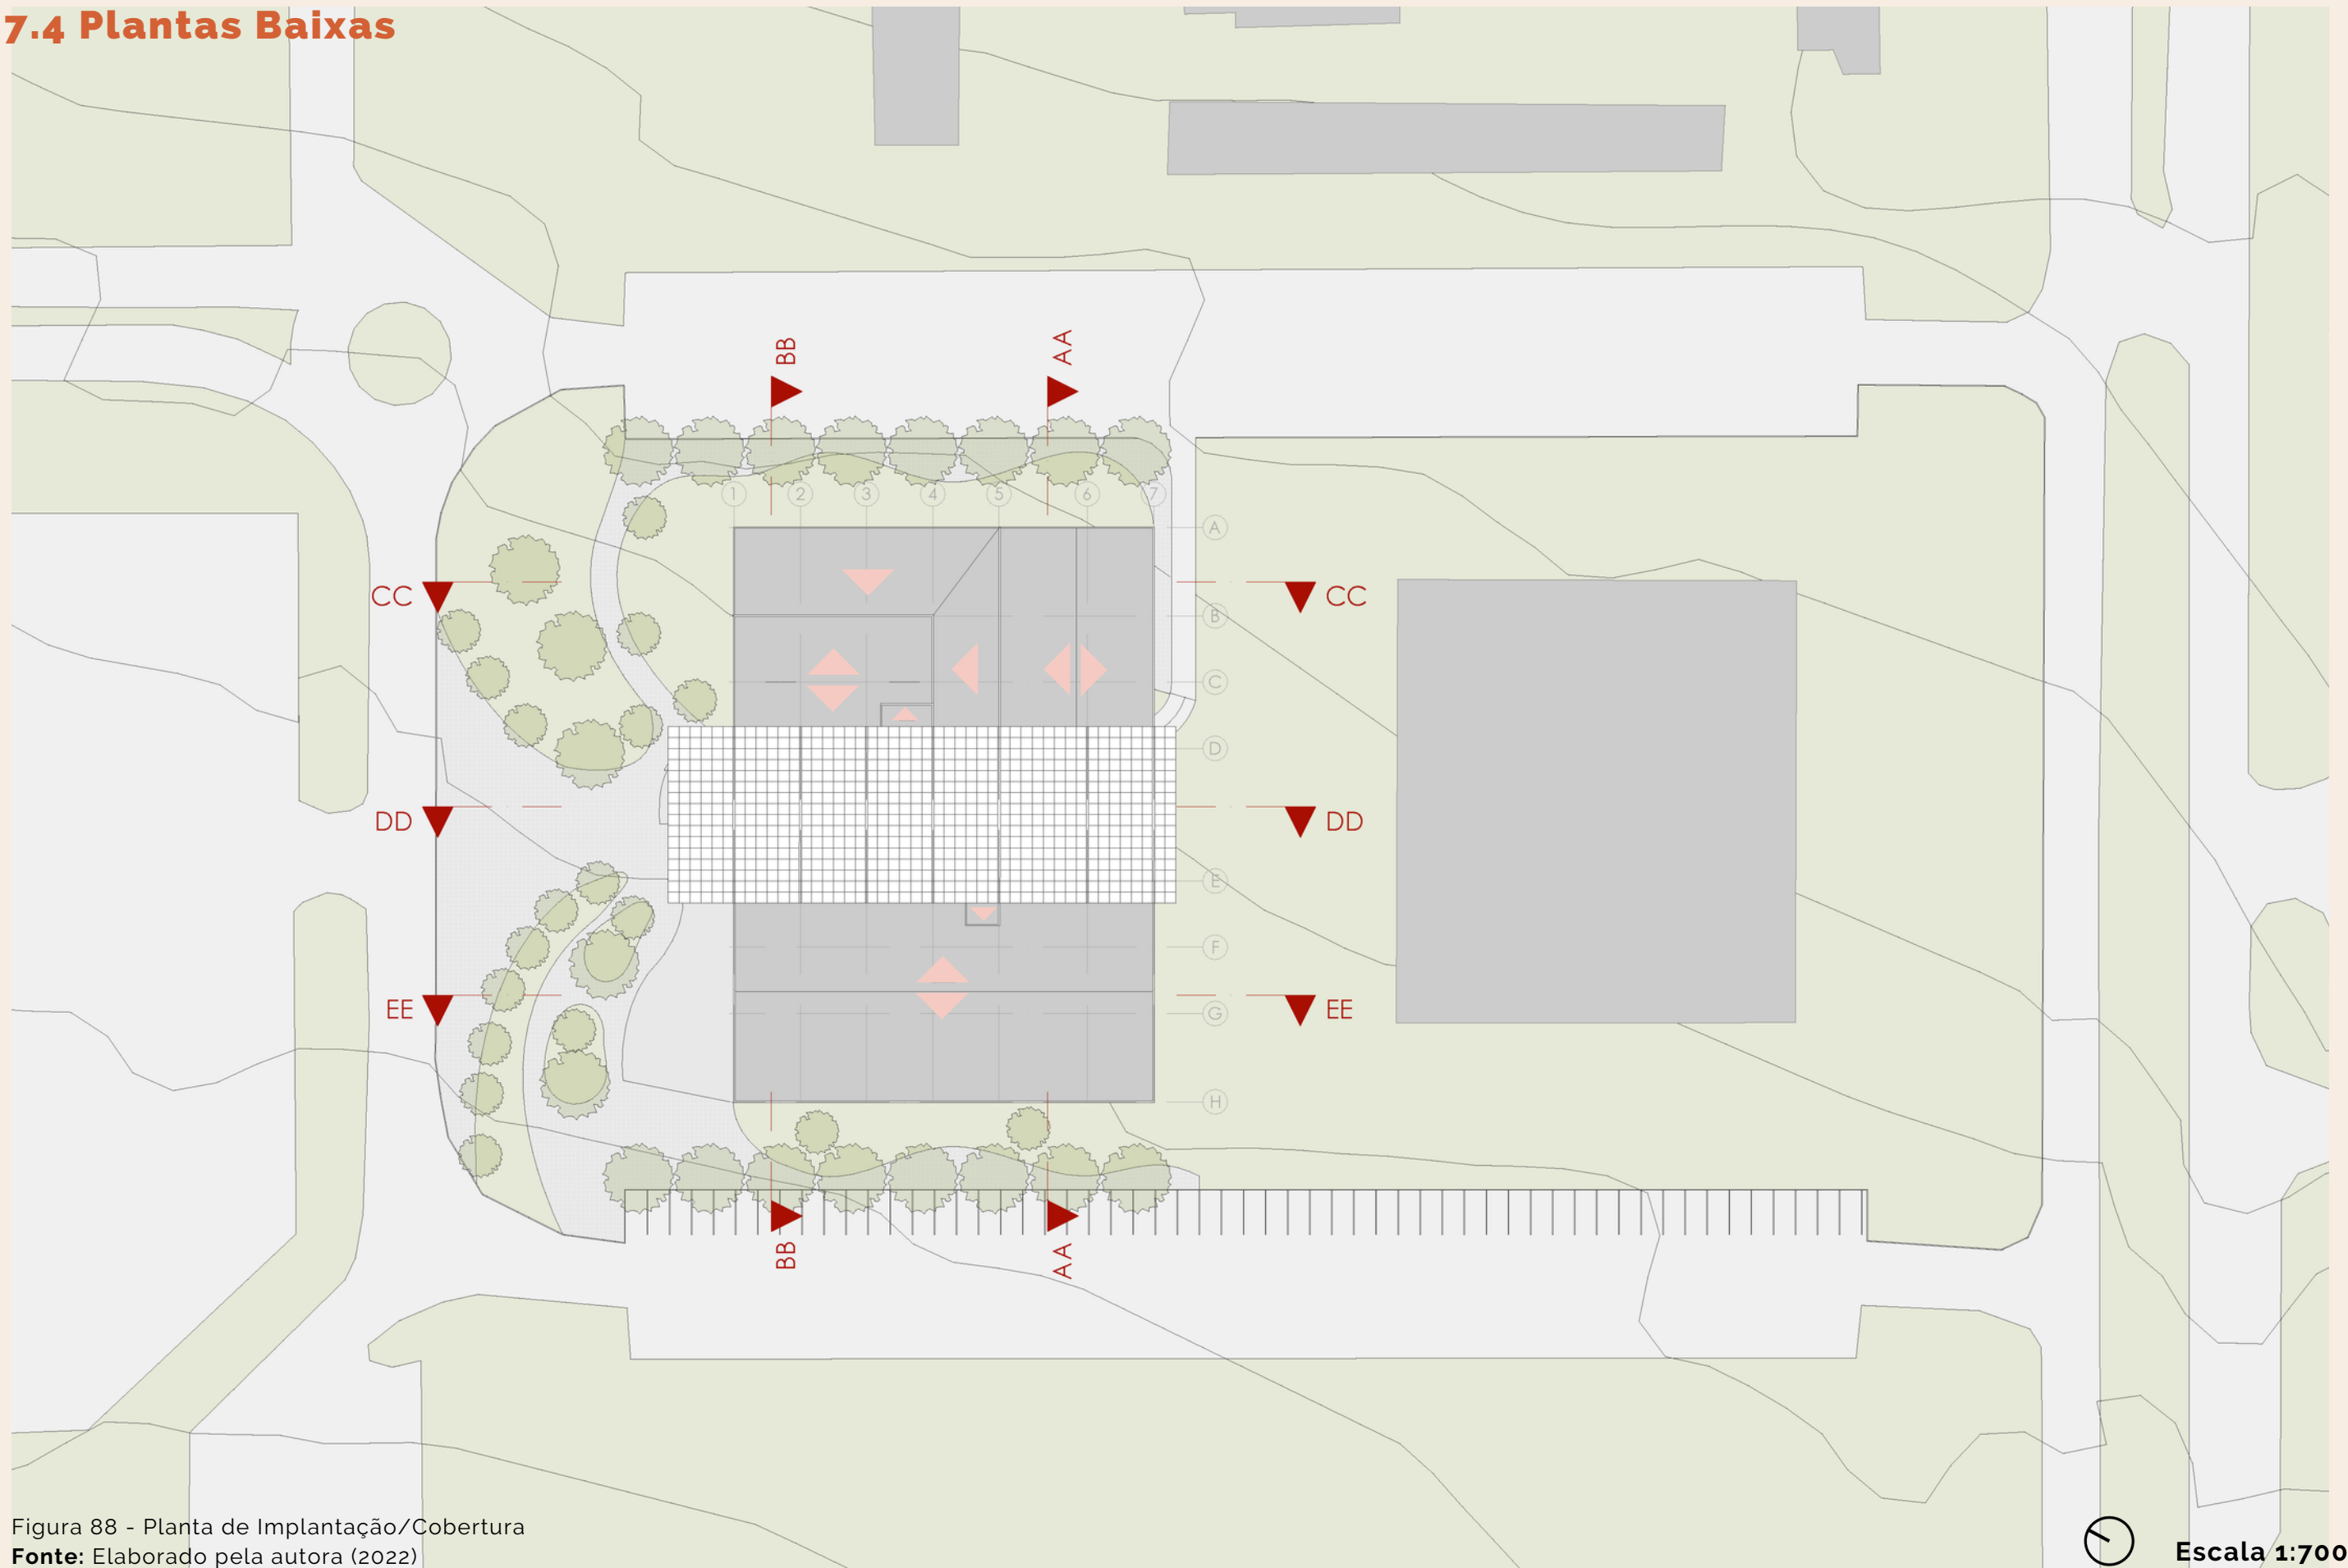 7.4 Plantas Baixas
BB AA
1 2 3 4 5 6 7
A
CC CC
B
C
D
DD DD
E
F
EE EE
G
H
BB AA
Figura 88 - Planta de Implantação/Cobertura
Fonte: Elaborado pela autora (2022)
Escala 1:700